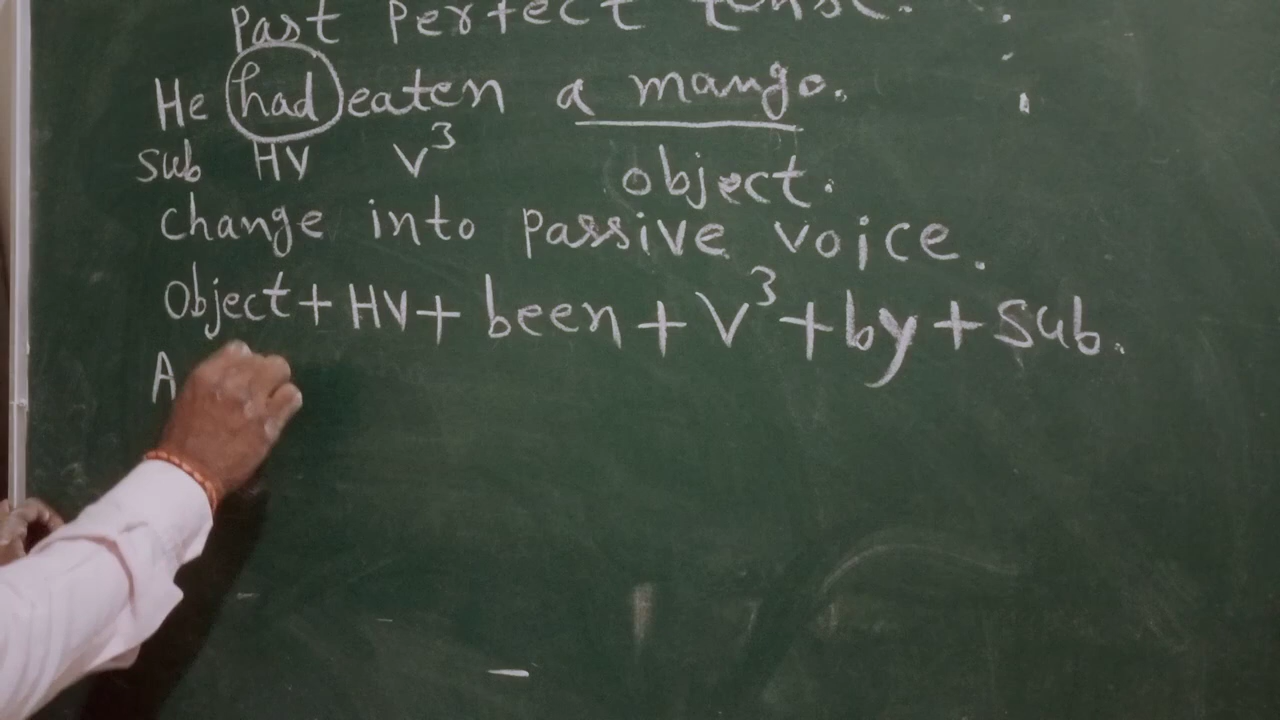 Past Perfect tense.
He had eaten a mango.
Sub HV V³ object.
change into passive voice.
Object + HV + been + V³ + by + Sub.
A